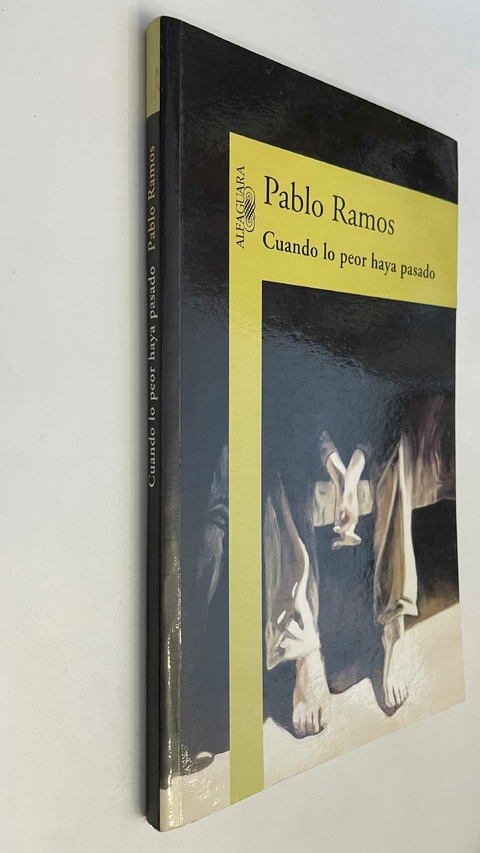 Pablo Ramos
Cuando lo peor haya pasado
ALFAGUARA
Cuando lo peor haya pasado Pablo Ramos